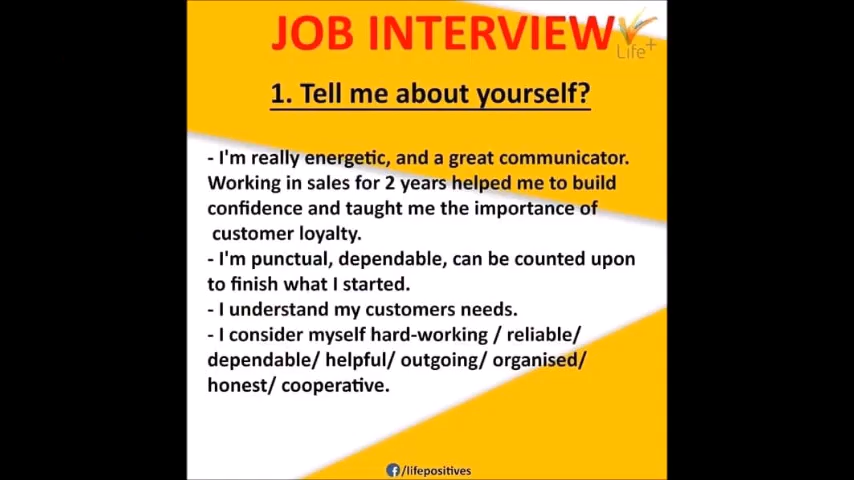 JOB INTERVIEW
Life+
1. Tell me about yourself?
- I'm really energetic, and a great communicator.
Working in sales for 2 years helped me to build
confidence and taught me the importance of
customer loyalty.
- I'm punctual, dependable, can be counted upon
to finish what I started.
- I understand my customers needs.
- I consider myself hard-working / reliable/
dependable/ helpful/ outgoing/ organised/
honest/ cooperative.
/lifepositives